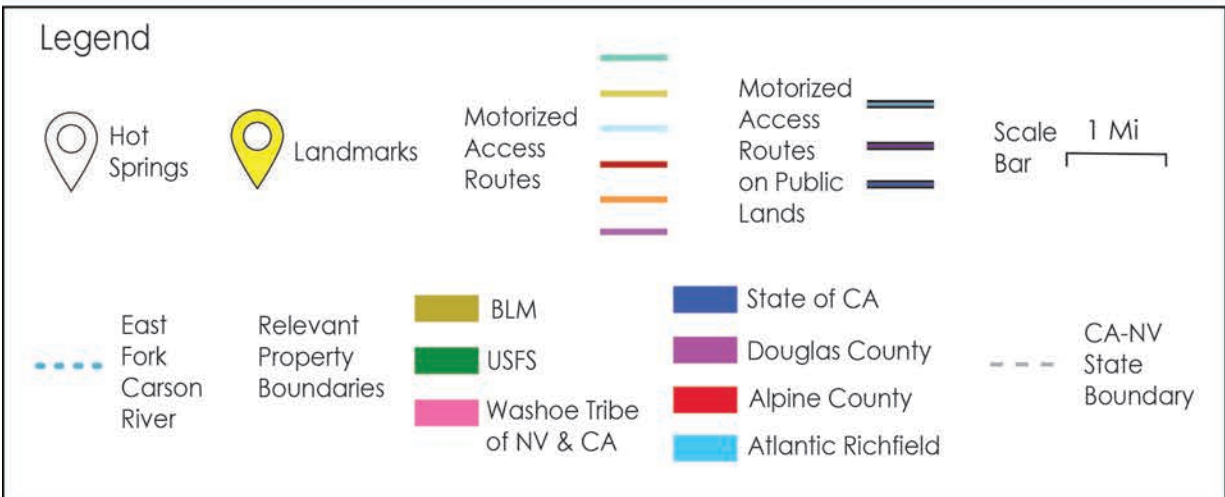 Legend
Hot
Springs
Landmarks
Motorized
Access
Routes
Motorized
Access
Routes
on Public
Lands
Scale
Bar
1 Mi
East
Fork
Carson
River
Relevant
Property
Boundaries
BLM
USFS
Washoe Tribe
of NV & CA
State of CA
Douglas County
Alpine County
Atlantic Richfield
CA-NV
State
Boundary